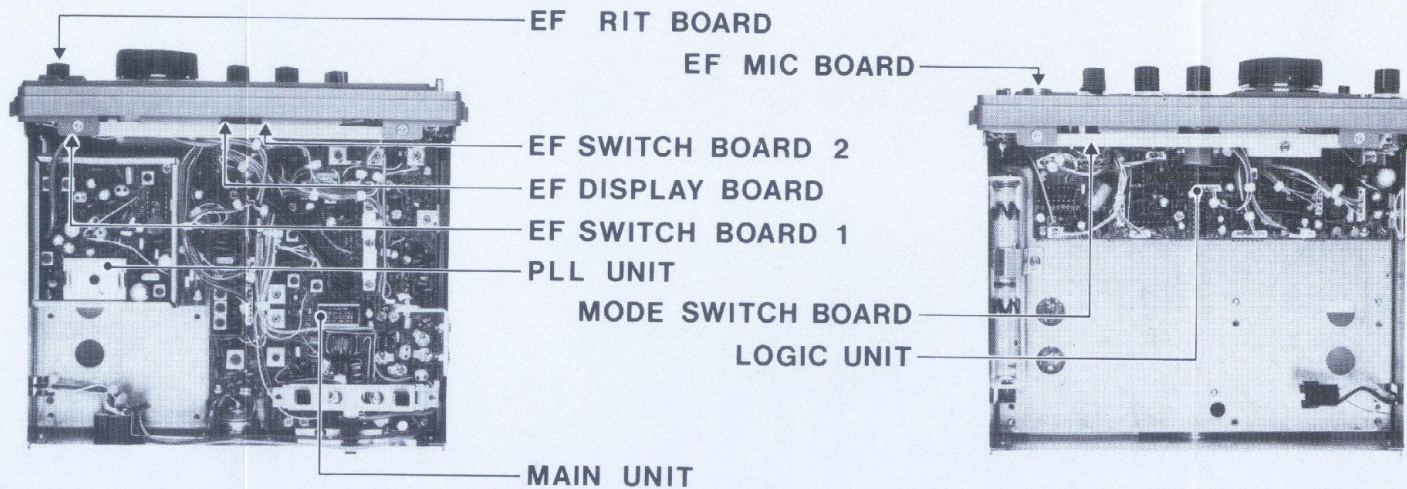 EF RIT BOARD
EF MIC BOARD
EF SWITCH BOARD 2
EF DISPLAY BOARD
EF SWITCH BOARD 1
PLL UNIT
MODE SWITCH BOARD
LOGIC UNIT
MAIN UNIT